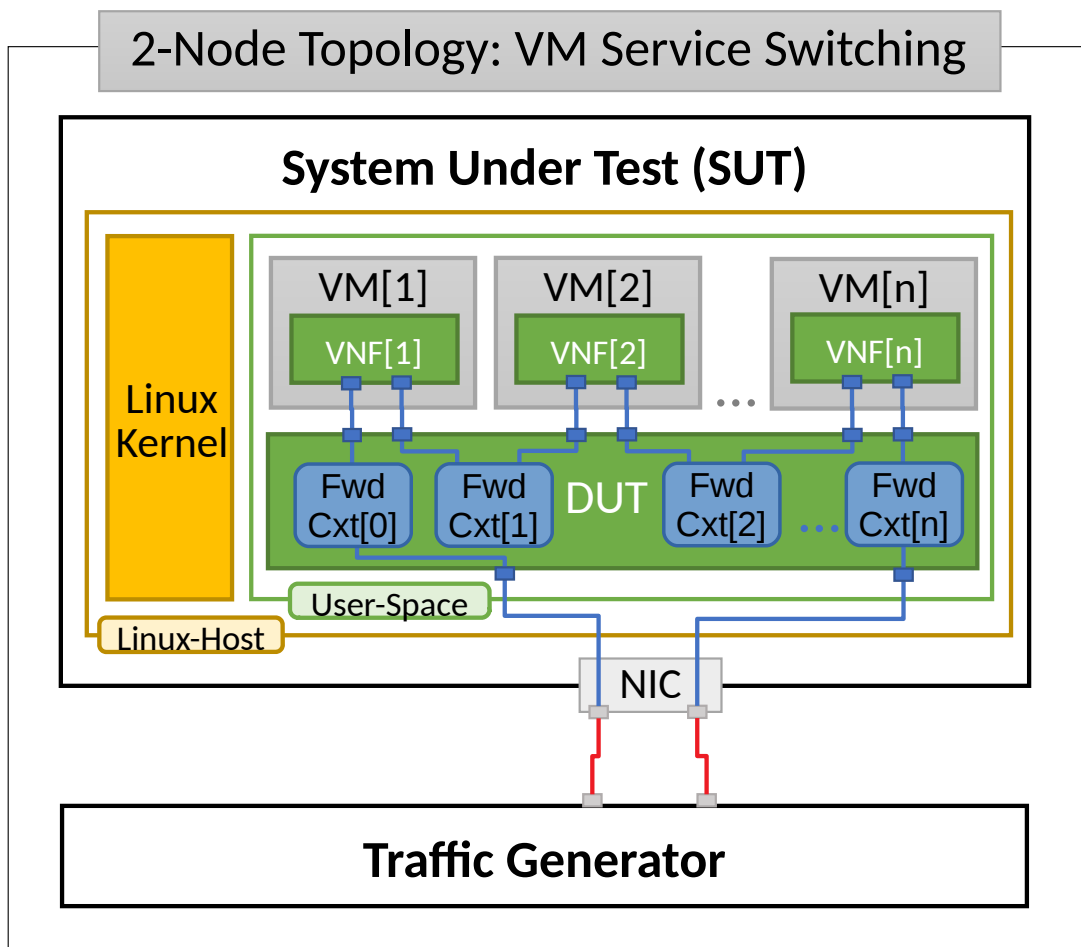 2-Node Topology: VM Service Switching
System Under Test (SUT)
VM[1]
VM[2]
VM[n]
VNF[1]
VNF[2]
VNF[n]
...
Linux
Kernel
Fwd
Cxt[0]
Fwd
Cxt[1]
DUT
Fwd
Cxt[2]
...
Fwd
Cxt[n]
User-Space
Linux-Host
NIC
Traffic Generator